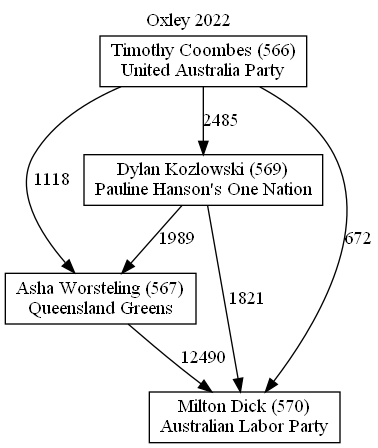 Oxley 2022
Timothy Coombes (566)
United Australia Party
2485
Dylan Kozlowski (569)
Pauline Hanson's One Nation
1118
1989
672
Asha Worsteling (567)
Queensland Greens
1821
12490
Milton Dick (570)
Australian Labor Party